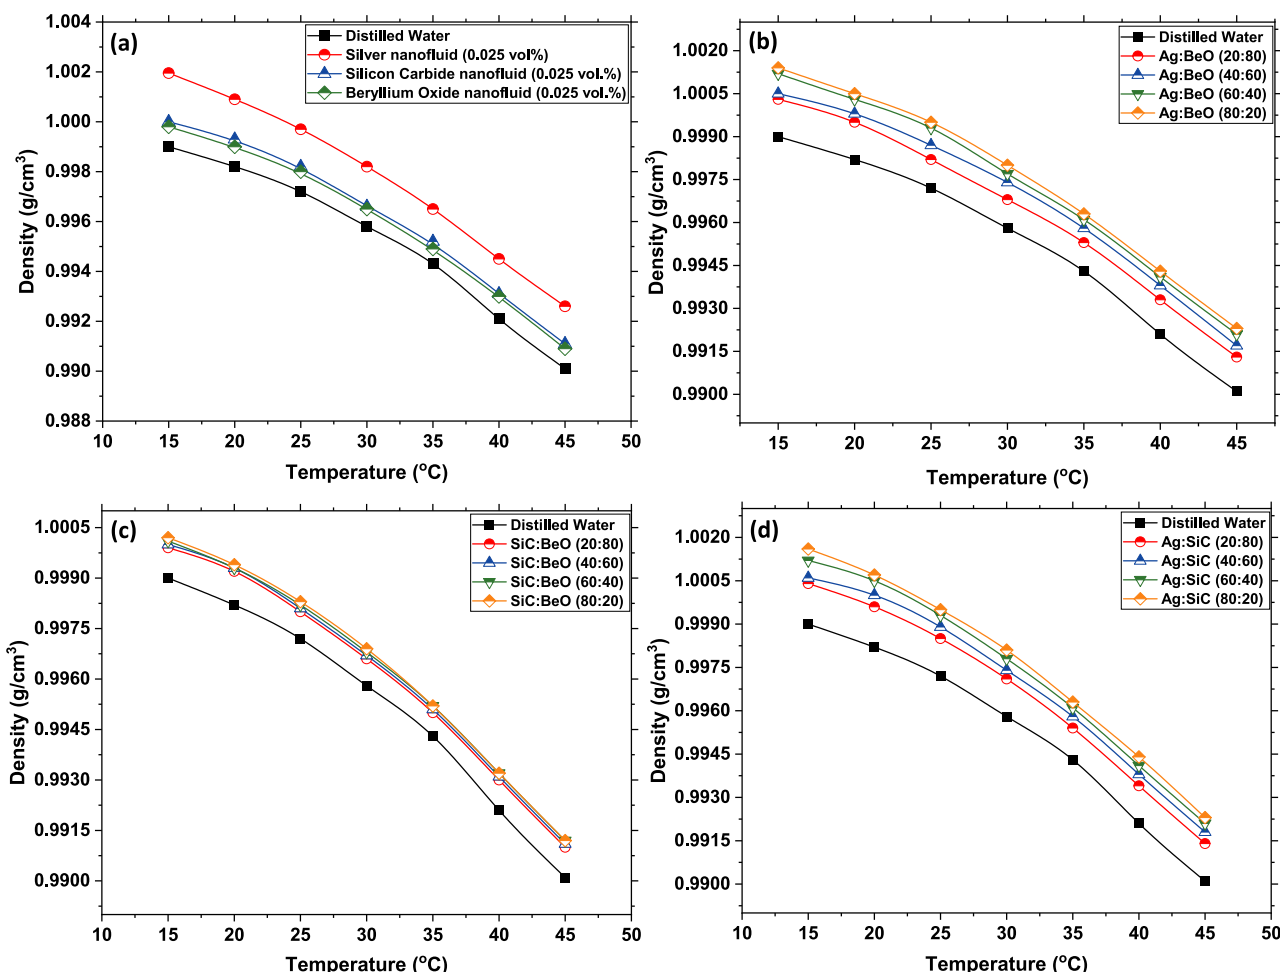 (a)
Distilled Water
Silver nanofluid (0.025 vol%)
Silicon Carbide nanofluid (0.025 vol.%)
Beryllium Oxide nanofluid (0.025 vol.%)
1.004
1.002
1.000
0.998
0.996
0.994
0.992
0.990
0.988
Density (g/cm³)
10 15 20 25 30 35 40 45 50
Temperature (°C)
(b)
Distilled Water
Ag:BeO (20:80)
Ag:BeO (40:60)
Ag:BeO (60:40)
Ag:BeO (80:20)
1.0020
1.0005
0.9990
0.9975
0.9960
0.9945
0.9930
0.9915
0.9900
Density (g/cm³)
15 20 25 30 35 40 45
Temperature (°C)
(c)
Distilled Water
SiC:BeO (20:80)
SiC:BeO (40:60)
SiC:BeO (60:40)
SiC:BeO (80:20)
1.0005
0.9990
0.9975
0.9960
0.9945
0.9930
0.9915
0.9900
Density (g/cm³)
10 15 20 25 30 35 40 45 50
Temperature (°C)
(d)
Distilled Water
Ag:SiC (20:80)
Ag:SiC (40:60)
Ag:SiC (60:40)
Ag:SiC (80:20)
1.0020
1.0005
0.9990
0.9975
0.9960
0.9945
0.9930
0.9915
0.9900
Density (g/cm³)
10 15 20 25 30 35 40 45 50
Temperature (°C)